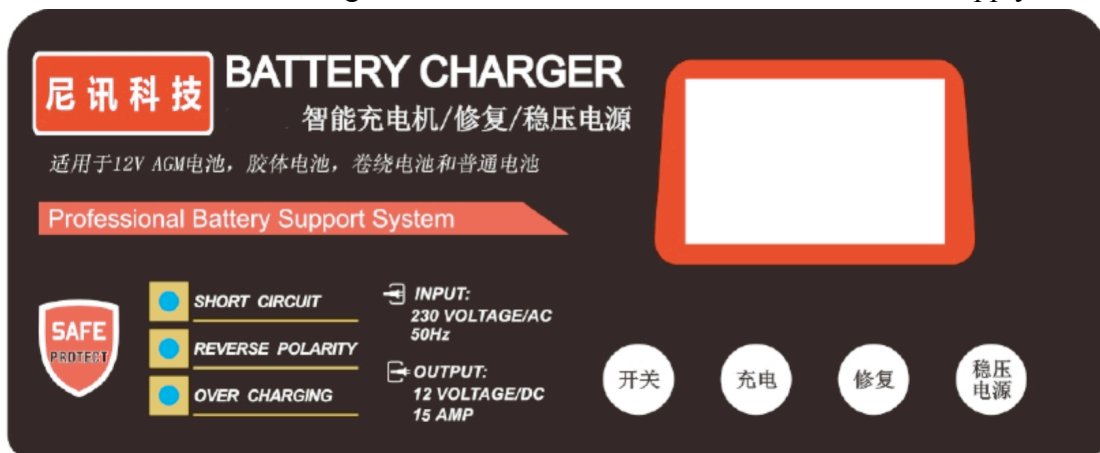 尼讯科技
BATTERY CHARGER
智能充电机/修复/稳压电源
适用于12V AGM电池，胶体电池，卷绕电池和普通电池
Professional Battery Support System
SAFE
PROTECT
SHORT CIRCUIT
REVERSE POLARITY
OVER CHARGING
INPUT:
230 VOLTAGE/AC
50Hz
OUTPUT:
12 VOLTAGE/DC
15 AMP
开关
充电
修复
稳压
电源